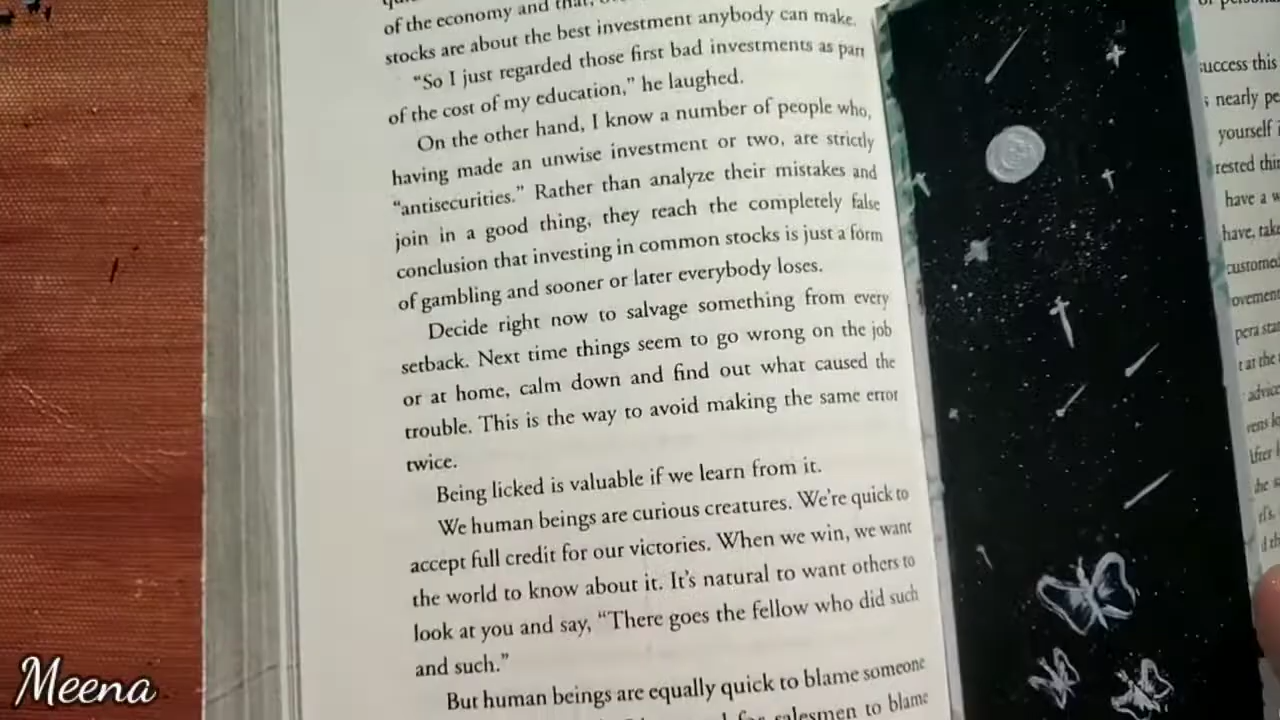 of the economy and that,
stocks are about the best investment anybody can make.
“So I just regarded those first bad investments as part
of the cost of my education,” he laughed.
On the other hand, I know a number of people who,
having made an unwise investment or two, are strictly
“antisecurities.” Rather than analyze their mistakes and
join in a good thing, they reach the completely false
conclusion that investing in common stocks is just a form
of gambling and sooner or later everybody loses.
Decide right now to salvage something from every
setback. Next time things seem to go wrong on the job
or at home, calm down and find out what caused the
trouble. This is the way to avoid making the same error
twice.
Being licked is valuable if we learn from it.
We human beings are curious creatures. We’re quick to
accept full credit for our victories. When we win, we want
the world to know about it. It’s natural to want others to
look at you and say, “There goes the fellow who did such
and such.”
But human beings are equally quick to blame someone
salesmen to blame
success this
nearly
yourself
have a
have,
at the
Meena